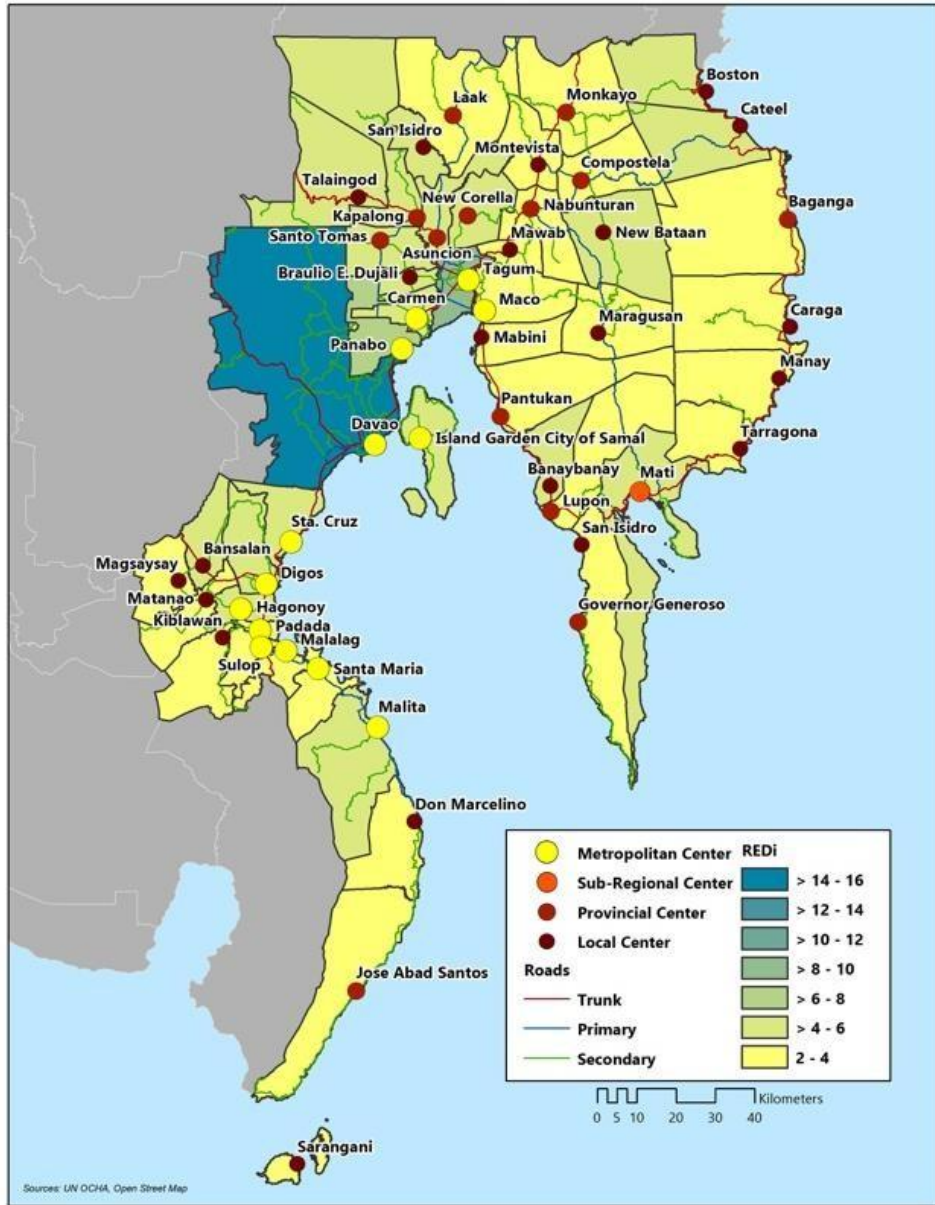 Boston
Laak
Monkayo
Cateel
San Isidro
Montevista
Compostela
Talaingod
New Corella
Kapalong
Nabunturan
Baganga
Santo Tomas
Mawab
New Bataan
Asuncion
Braulio E. Dujali
Tagum
Carmen
Maco
Caraga
Maragusan
Panabo
Mabini
Manay
Pantukan
Davao
Island Garden City of Samal
Tarragona
Banaybanay
Mati
Lupon
Sta. Cruz
San Isidro
Bansalan
Magsaysay
Digos
Matanao
Hagonoy
Governor Generoso
Kiblawan
Padada
Malalag
Sulop
Santa Maria
Malita
Don Marcelino
Metropolitan Center
Sub-Regional Center
Provincial Center
Local Center
Roads
Trunk
Primary
Secondary
REDi
> 14 - 16
> 12 - 14
> 10 - 12
> 8 - 10
> 6 - 8
> 4 - 6
2 - 4
Jose Abad Santos
Kilometers
0 5 10 20 30 40
Sarangani
Sources: UN OCHA, Open Street Map